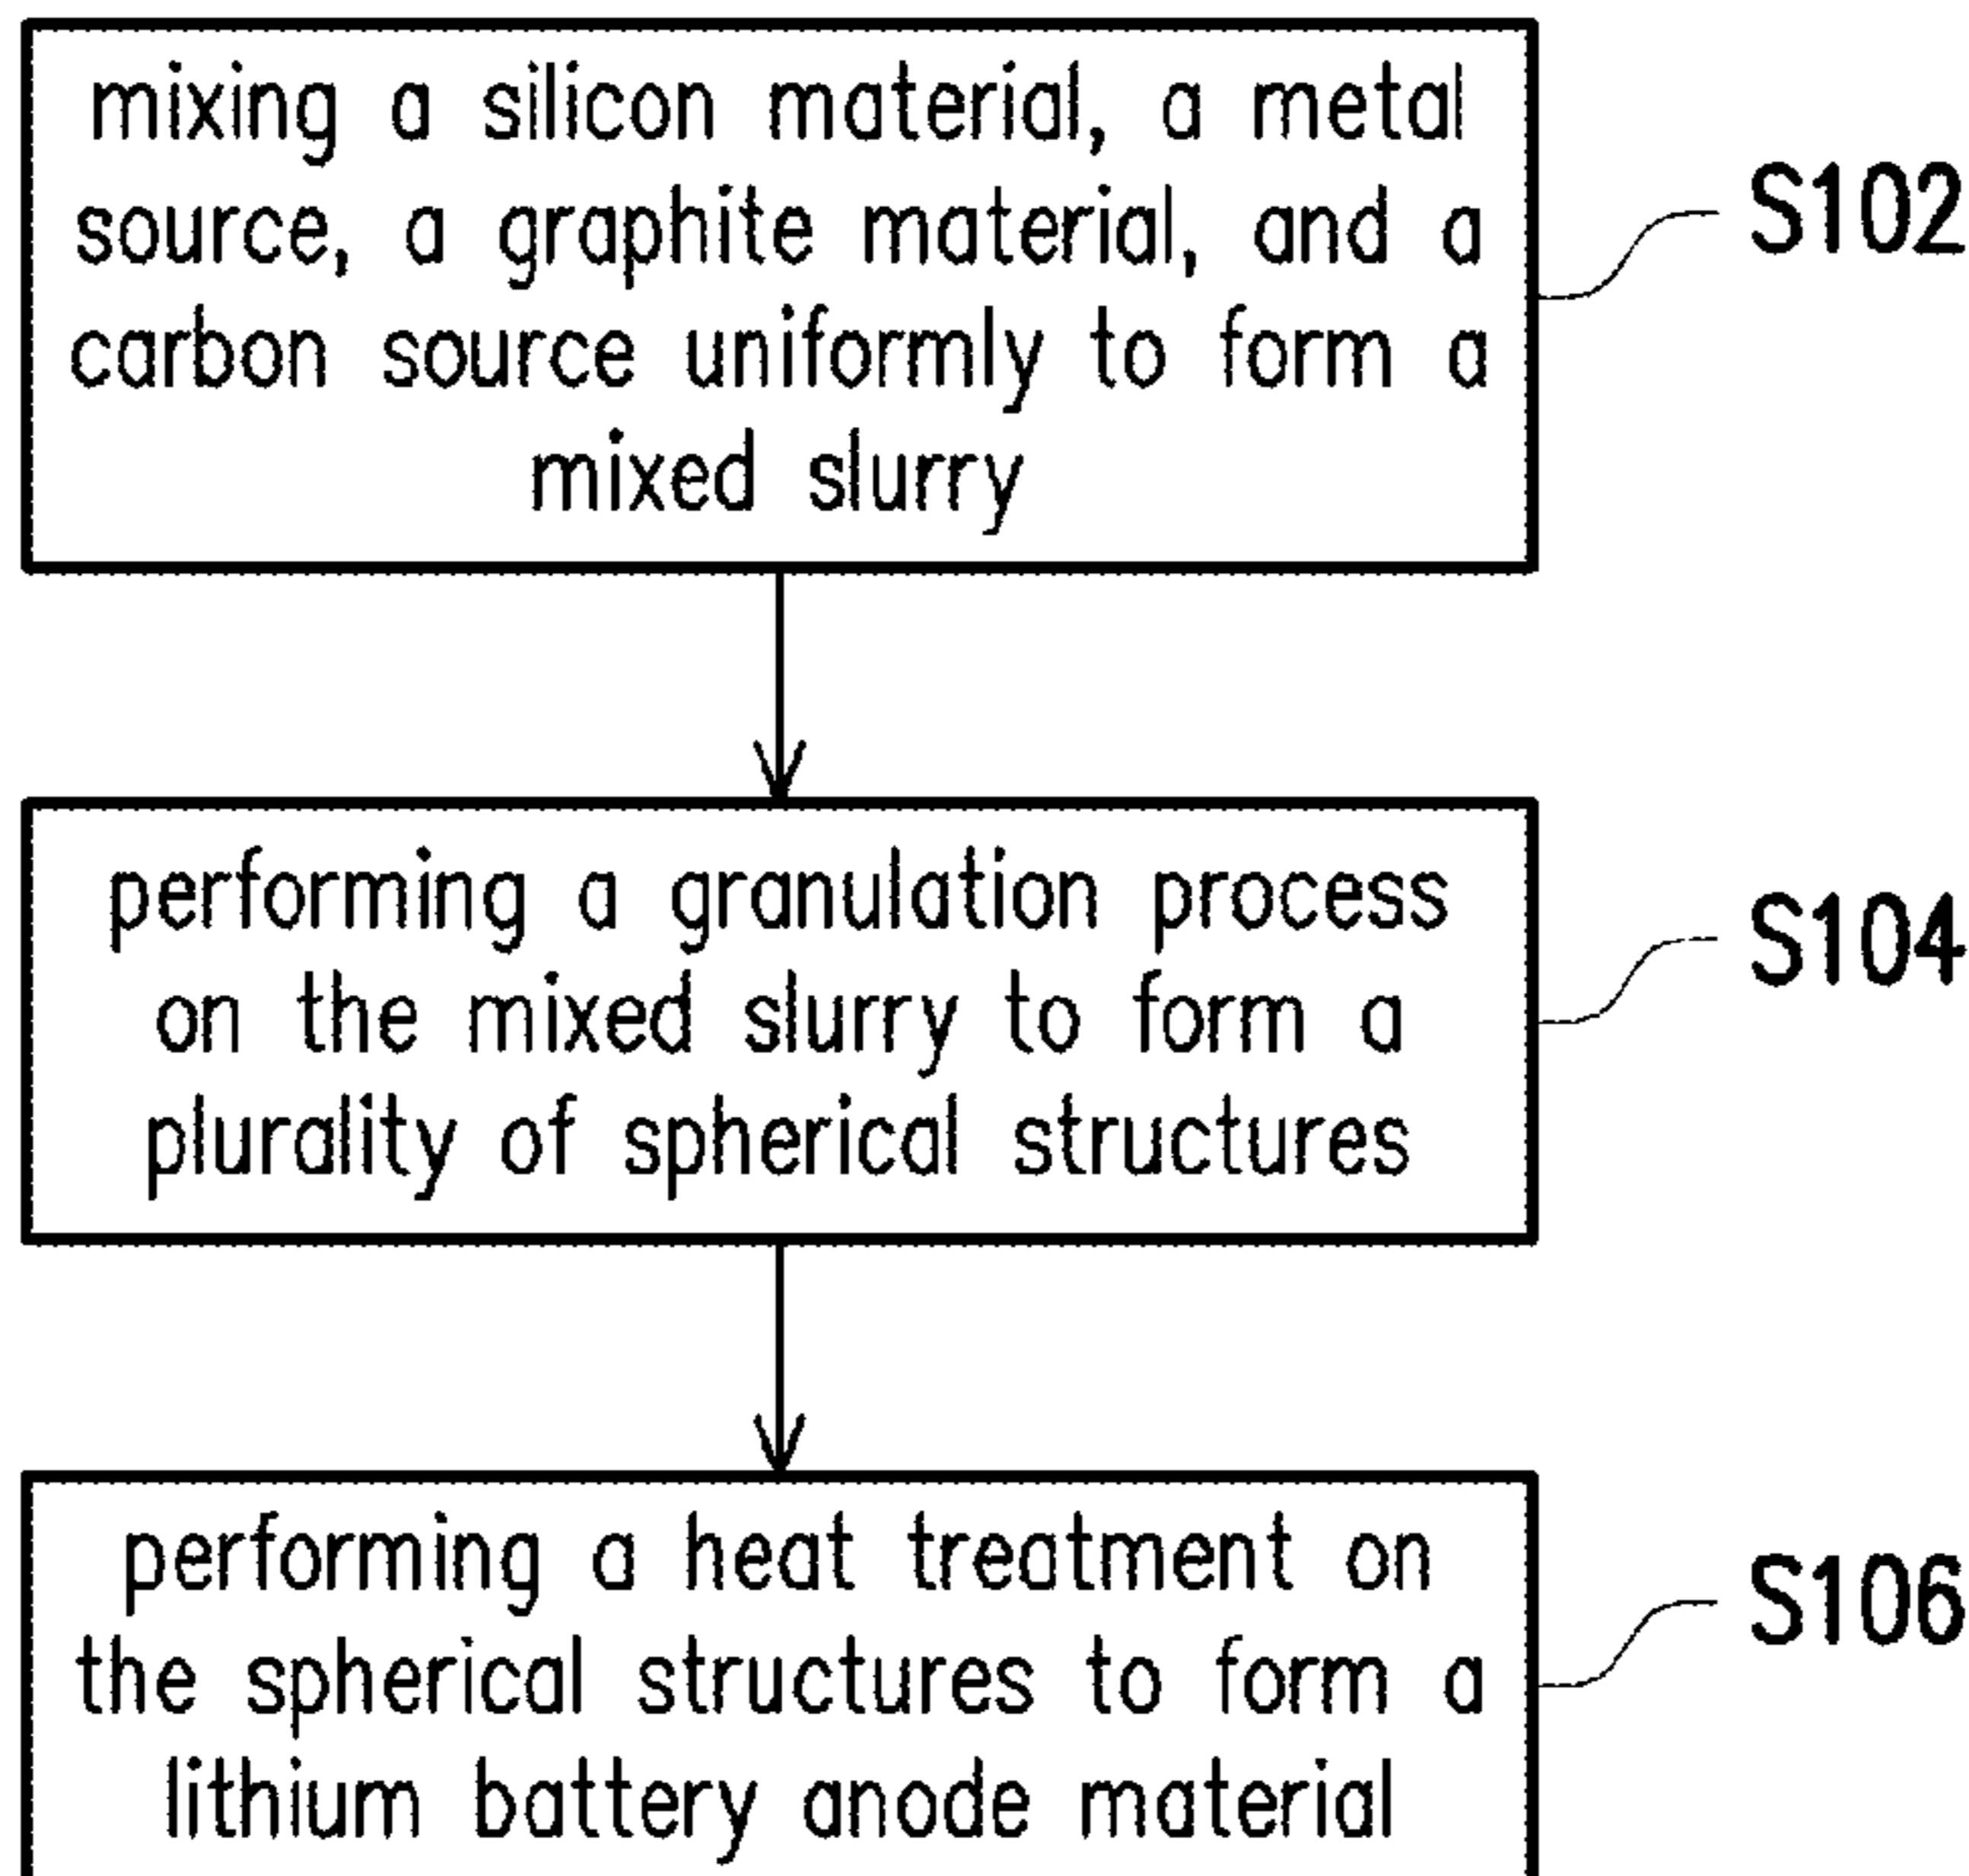 mixing a silicon material, a metal
source, a graphite material, and a
carbon source uniformly to form a
mixed slurry
S102
performing a granulation process
on the mixed slurry to form a
plurality of spherical structures
S104
performing a heat treatment on
the spherical structures to form a
lithium battery anode material
S106